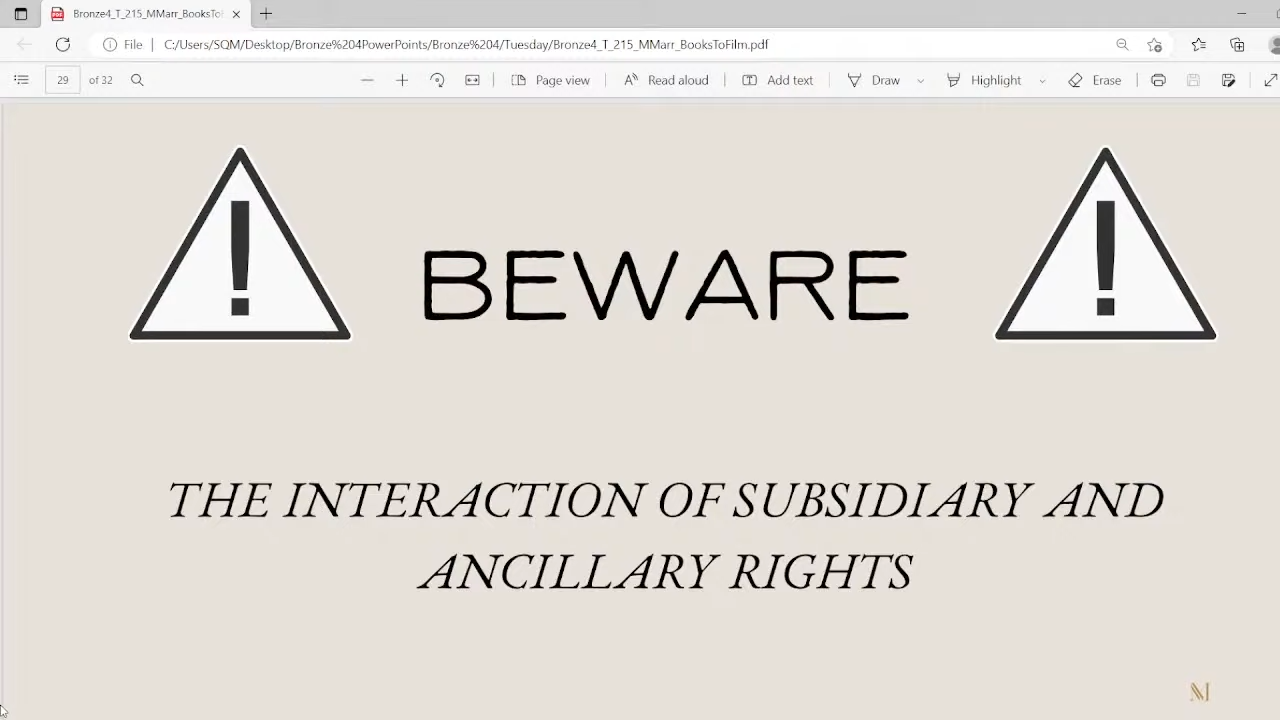 Bronze4_T_215_MMarr_BooksToF
File
C:/Users/SQM/Desktop/Bronze%204PowerPoints/Bronze%204/Tuesday/Bronze4_T_215_MMarr_BooksToFilm.pdf
29 of 32 Page view Read aloud Add text Draw Highlight Erase
! BEWARE !
THE INTERACTION OF SUBSIDIARY AND
ANCILLARY RIGHTS